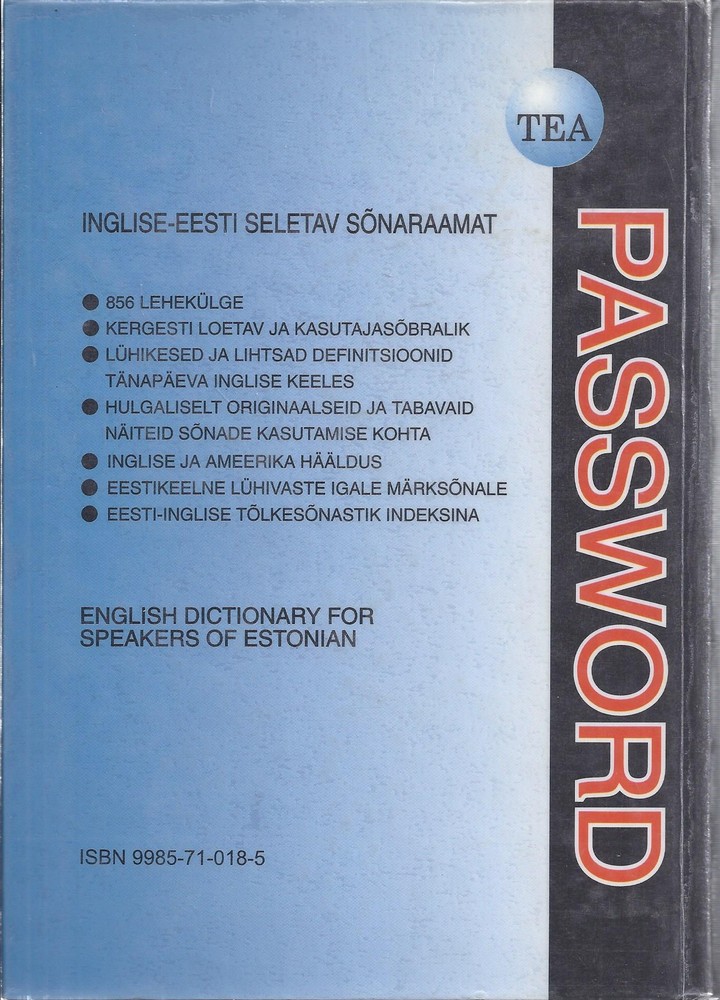 TEA
PASSWORD
INGLISE-EESTI SELETAV SÕNARAAMAT
● 856 LEHEKÜLGE
● KERGESTI LOETAV JA KASUTAJASÕBRALIK
● LÜHIKESED JA LIHTSAD DEFINITSIOONID
TÄNAPÄEVA INGLISE KEELES
● HULGALISELT ORIGINAALSEID JA TABAVAID
NÄITEID SÕNADE KASUTAMISE KOHTA
● INGLISE JA AMEERIKA HÄÄLDUS
● EESTIKEELNE LÜHIVASTE IGALE MÄRKSÕNALE
● EESTI-INGLISE TÕLKESÕNASTIK INDEKSINA
ENGLiSH DICTIONARY FOR
SPEAKERS OF ESTONIAN
ISBN 9985-71-018-5